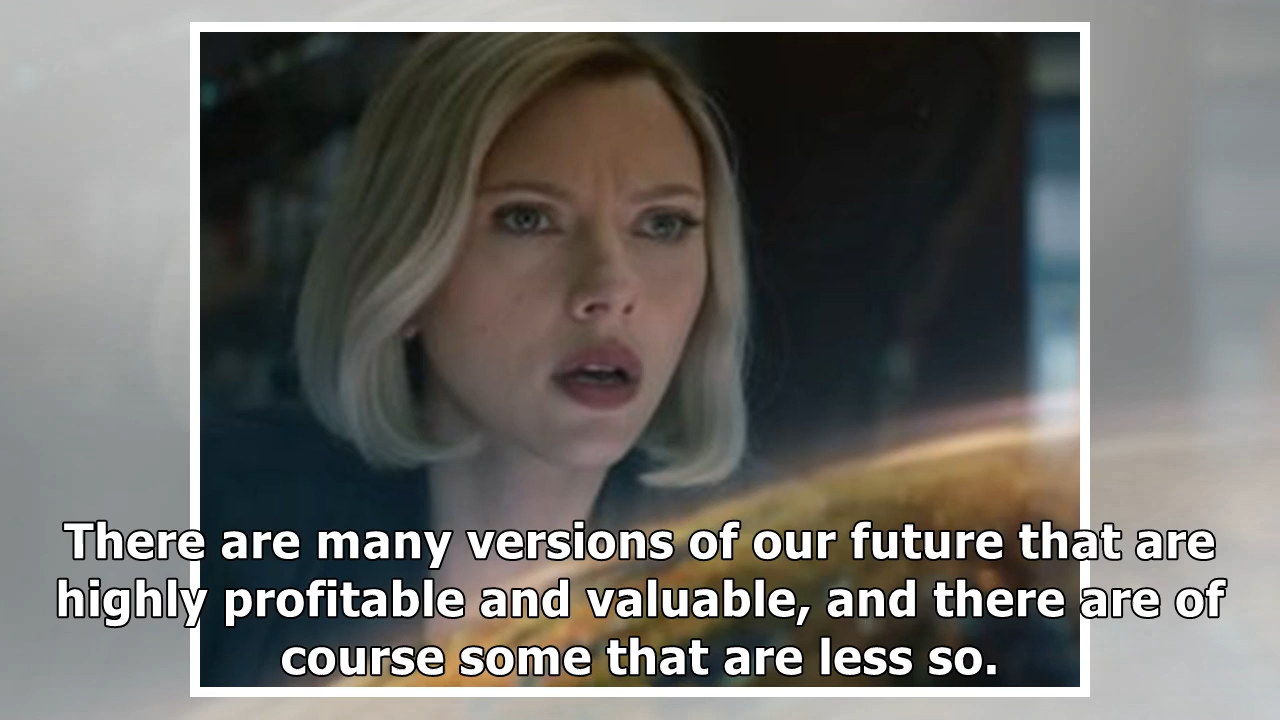 There are many versions of our future that are
highly profitable and valuable, and there are of
course some that are less so.